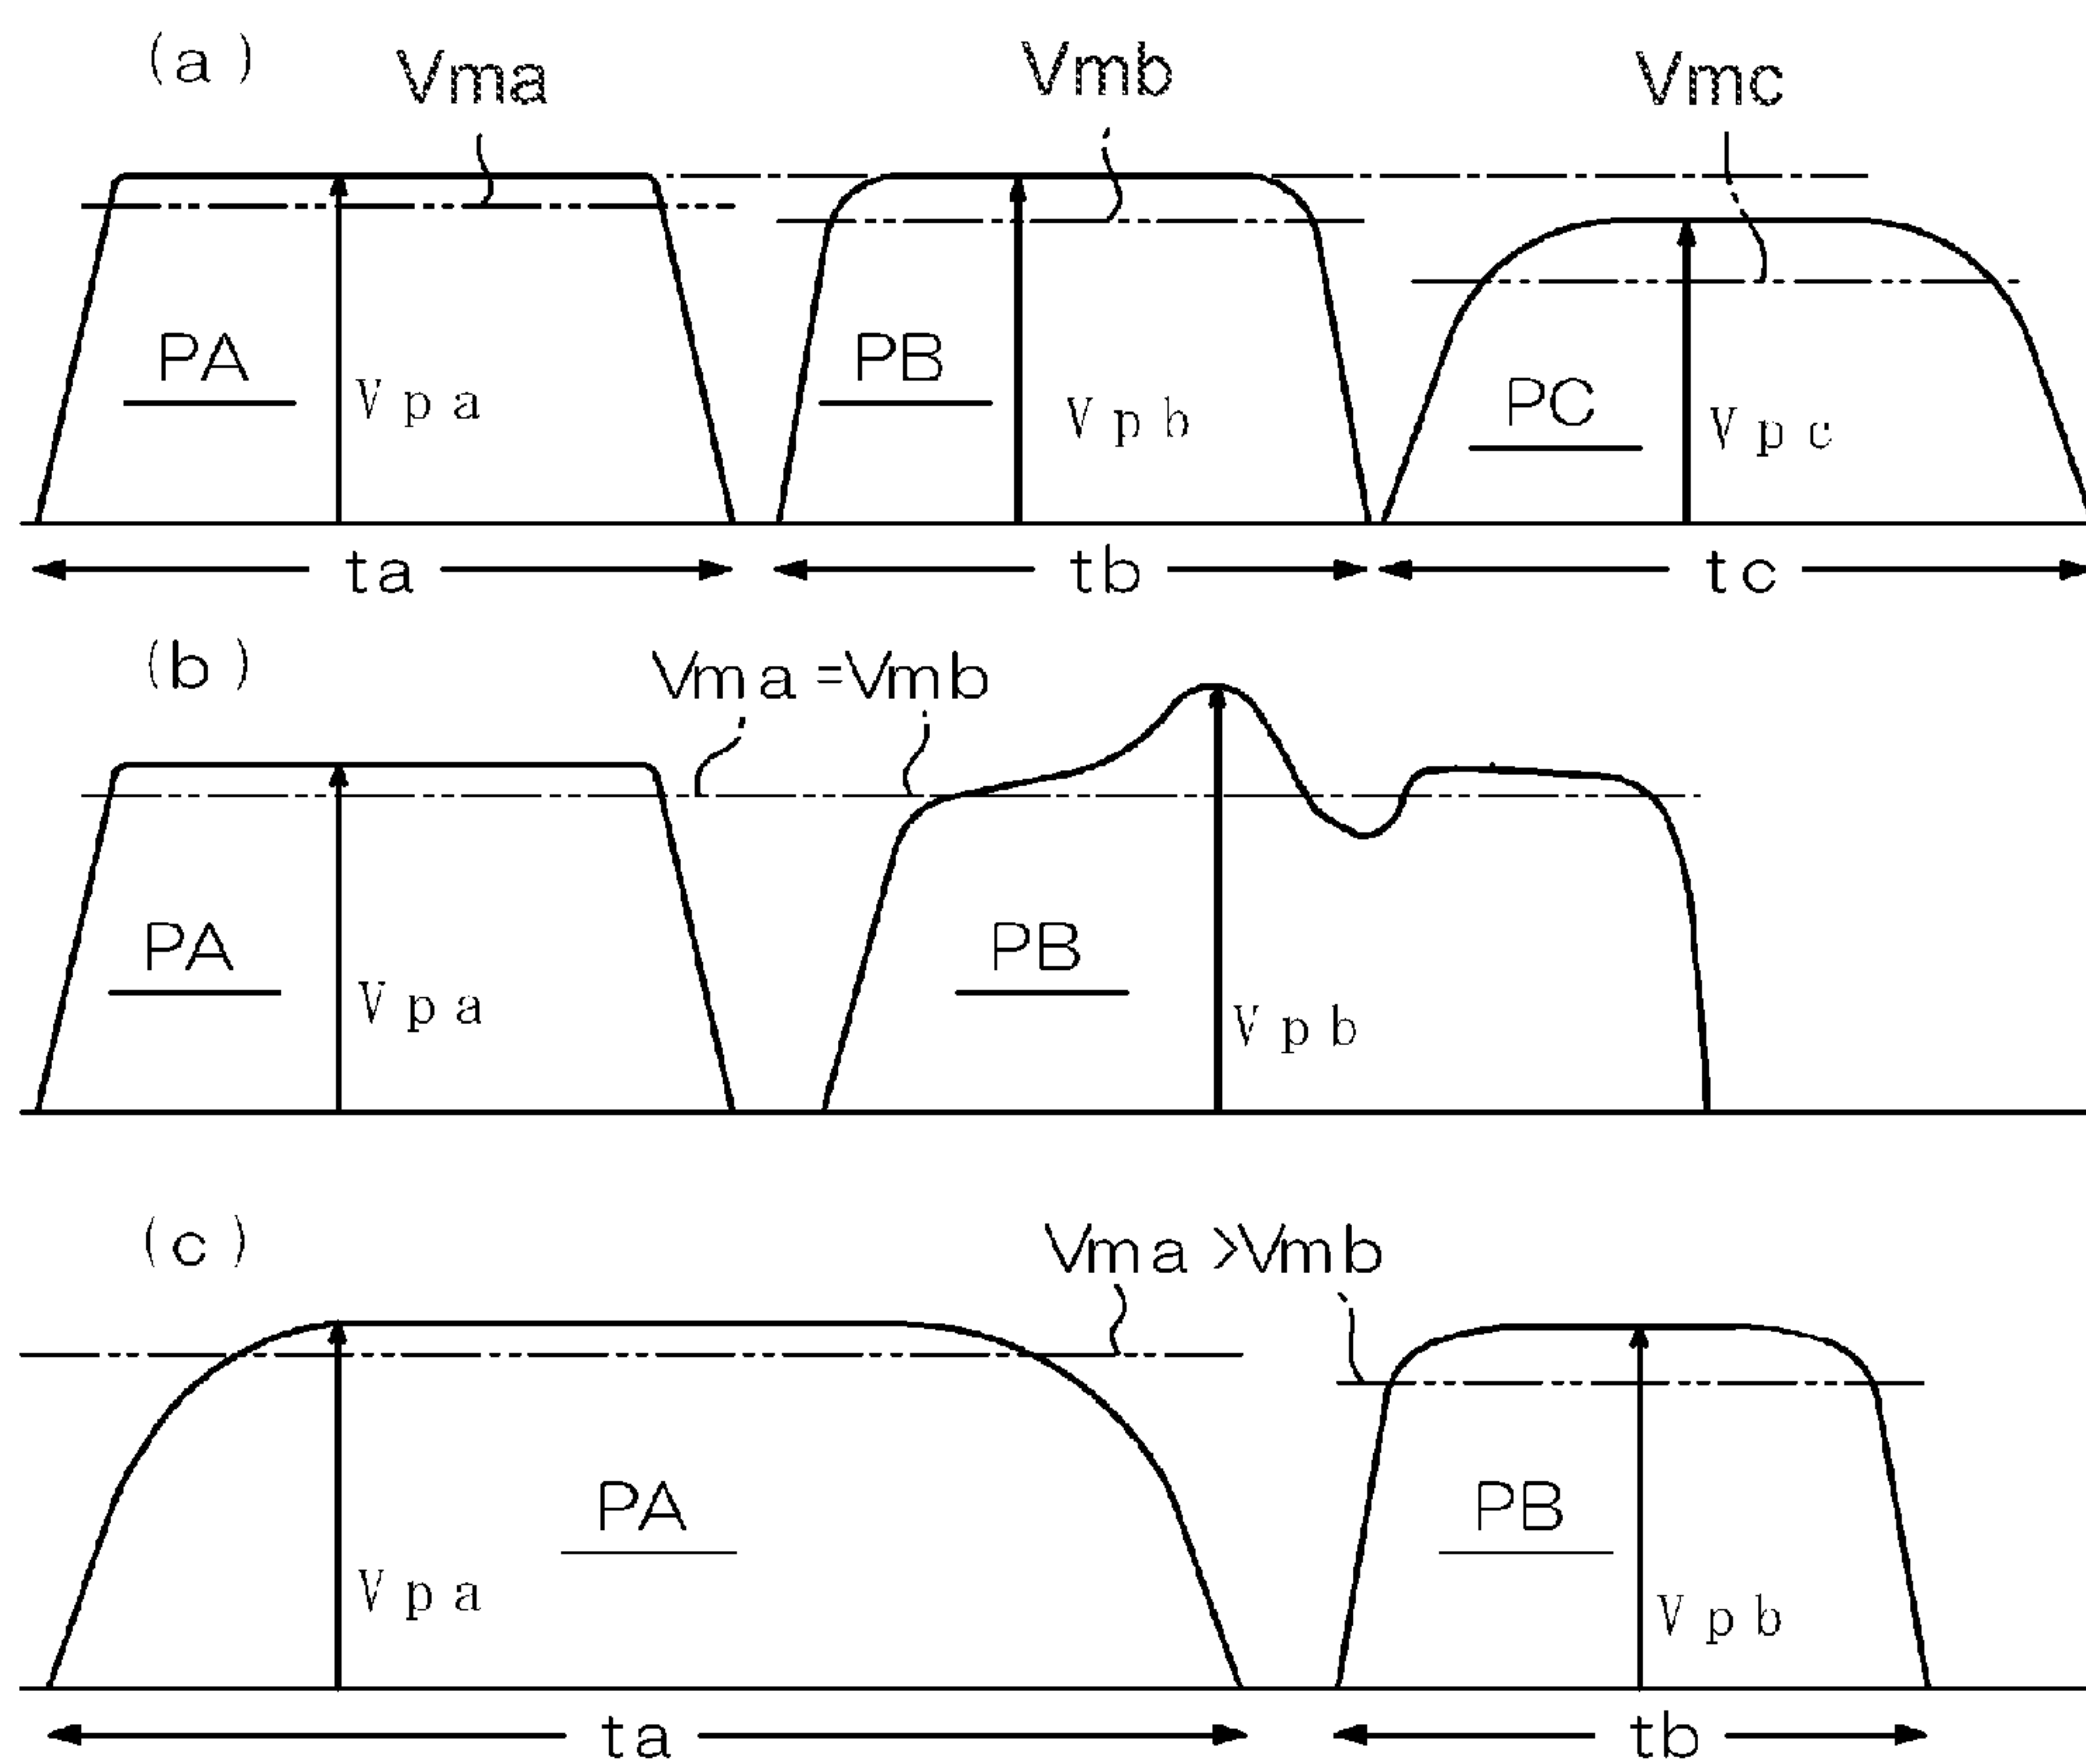 (a) Vma Vmb Vmc
PA PB PC
Vpa Vpb Vpc
ta tb tc
(b) Vma=Vmb
PA PB
Vpa Vpb
(c) Vma>Vmb
PA PB
Vpa Vpb
ta tb